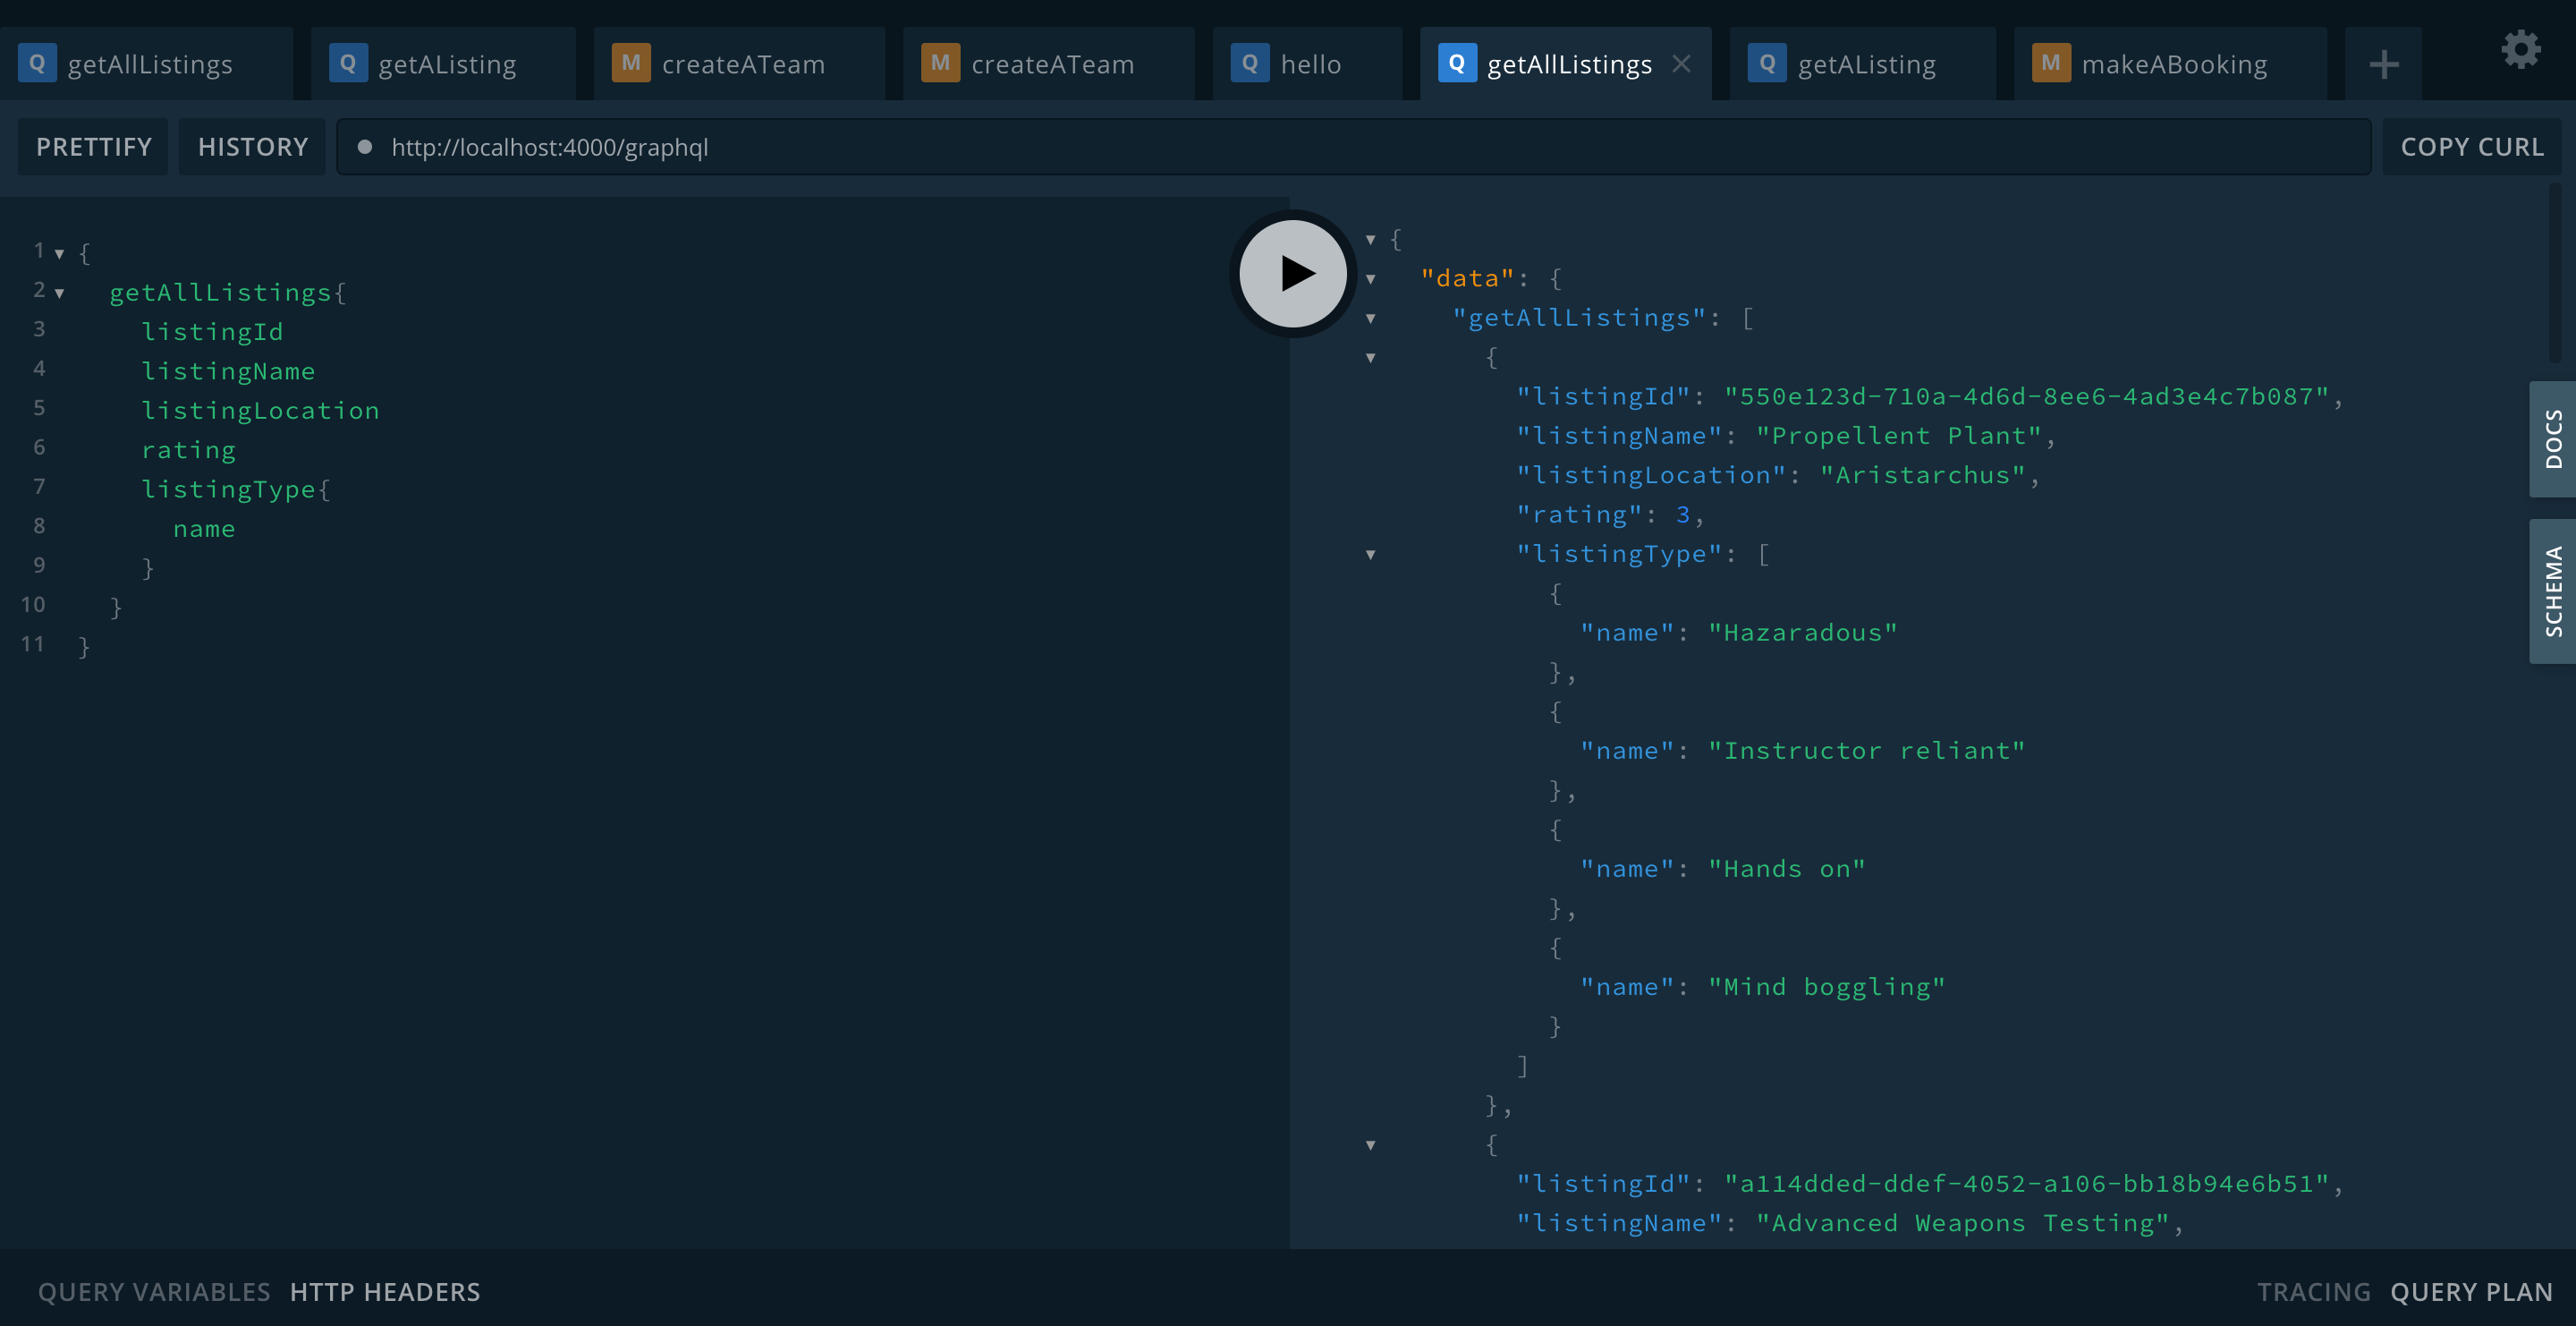 Q getAllListings Q getAListing M createATeam M createATeam Q hello Q getAllListings Q getAListing M makeABooking
PRETTIFY HISTORY http://localhost:4000/graphql COPY CURL
1 {
2 getAllListings{
3 listingId
4 listingName
5 listingLocation
6 rating
7 listingType{
8 name
9 }
10 }
11 }
{
"data": {
"getAllListings": [
{
"listingId": "550e123d-710a-4d6d-8ee6-4ad3e4c7b087",
"listingName": "Propellent Plant",
"listingLocation": "Aristarchus",
"rating": 3,
"listingType": [
{
"name": "Hazaradous"
},
{
"name": "Instructor reliant"
},
{
"name": "Hands on"
},
{
"name": "Mind boggling"
}
]
},
{
"listingId": "a114dded-ddef-4052-a106-bb18b94e6b51",
"listingName": "Advanced Weapons Testing",
DOCS
SCHEMA
QUERY VARIABLES HTTP HEADERS TRACING QUERY PLAN